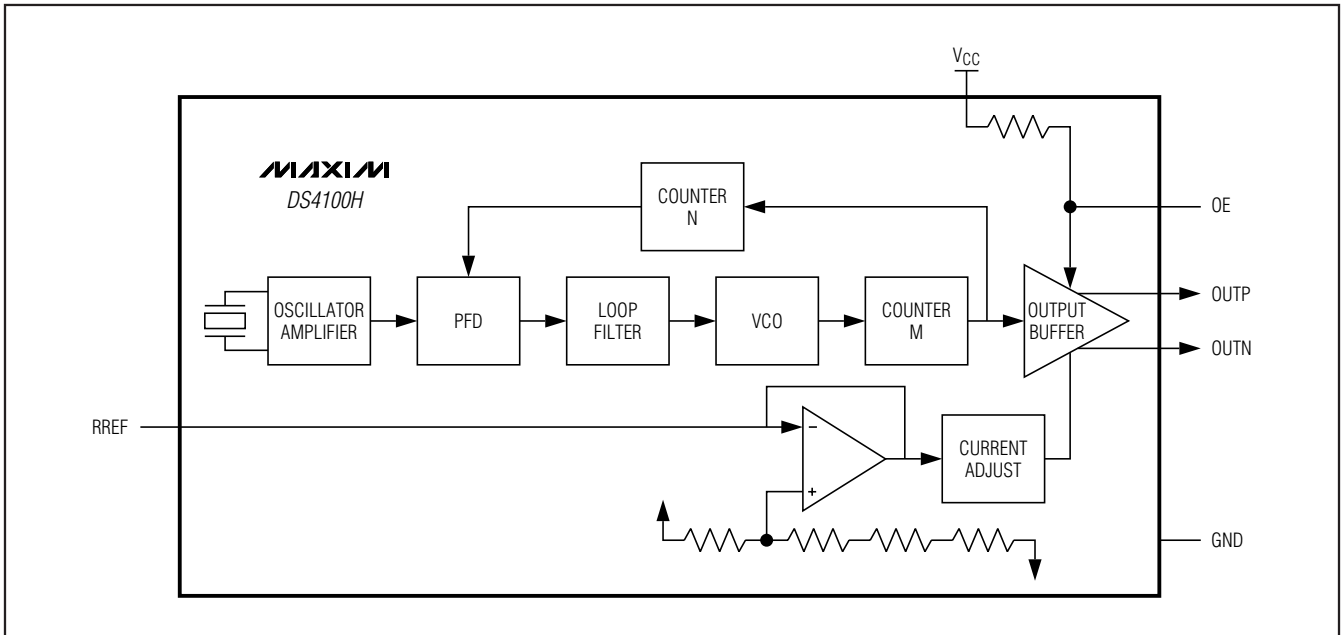 VCC
MAXIM
DS4100H
COUNTER
N
OE
OSCILLATOR
AMPLIFIER
PFD
LOOP
FILTER
VCO
COUNTER
M
OUTPUT
BUFFER
OUTP
OUTN
RREF
−
+
CURRENT
ADJUST
GND